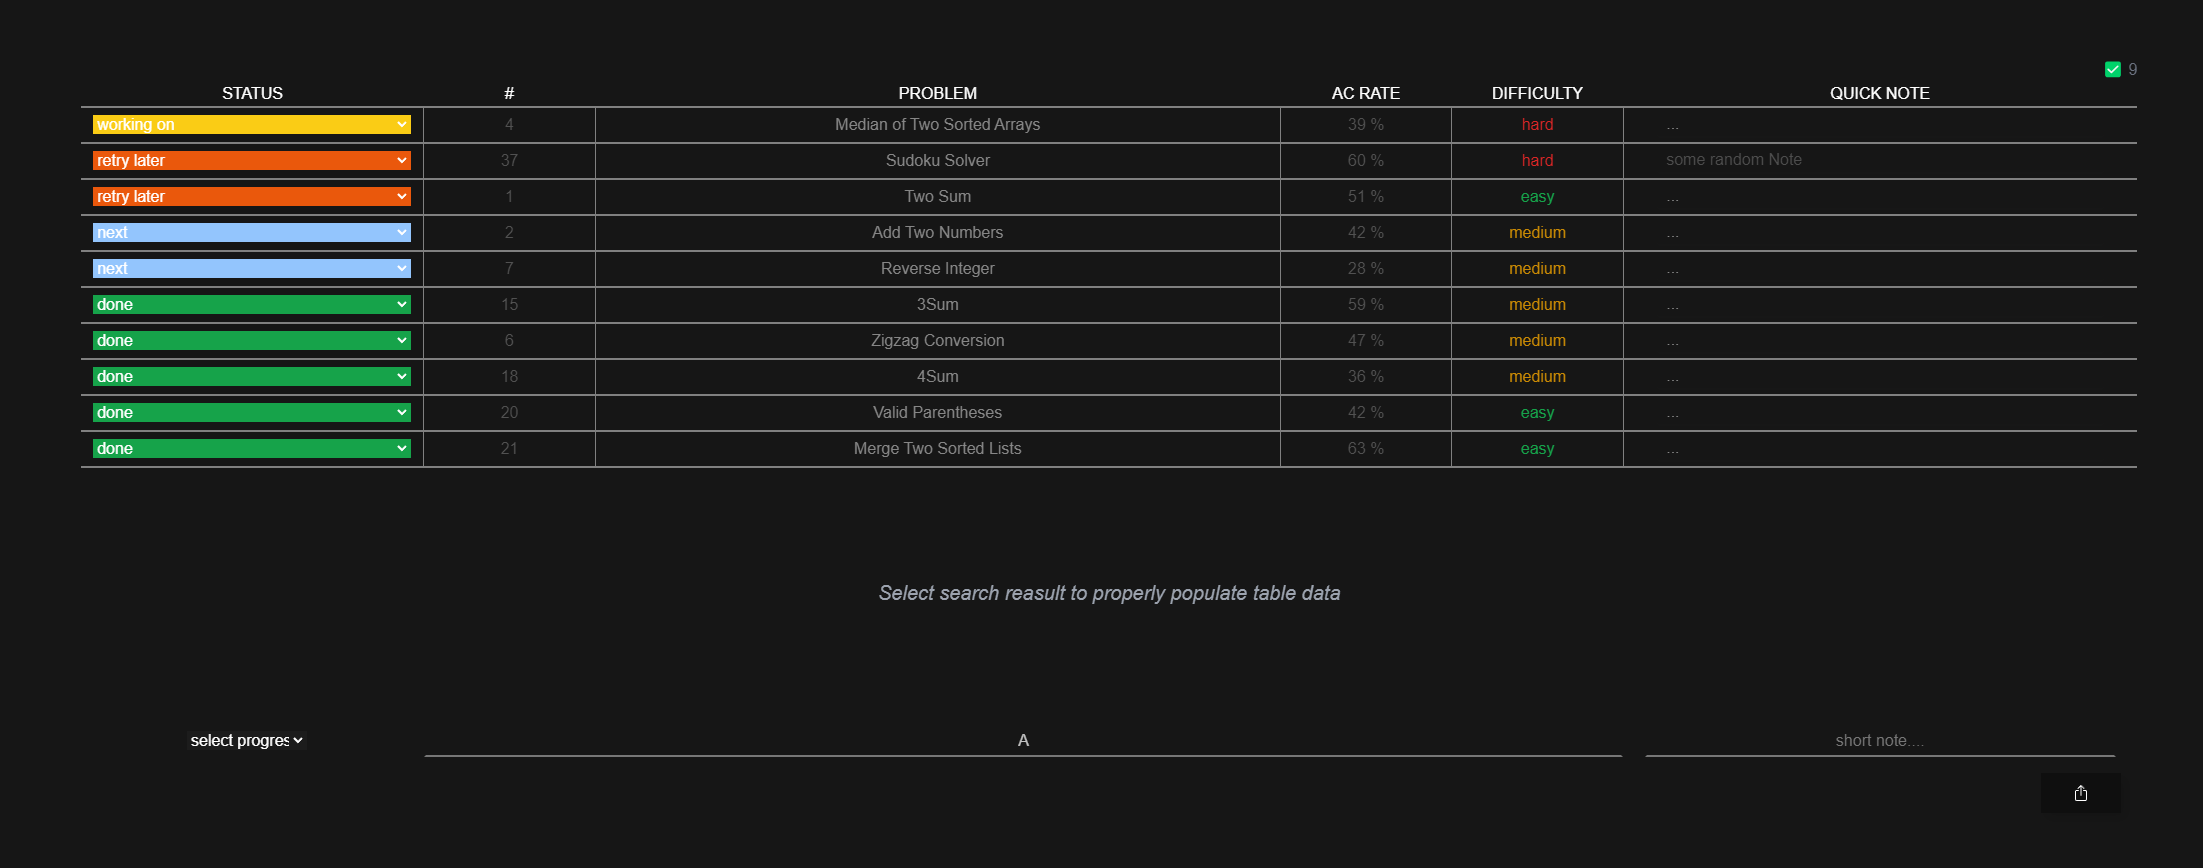 9
STATUS # PROBLEM AC RATE DIFFICULTY QUICK NOTE
working on 4 Median of Two Sorted Arrays 39 % hard ...
retry later 37 Sudoku Solver 60 % hard some random Note
retry later 1 Two Sum 51 % easy ...
next 2 Add Two Numbers 42 % medium ...
next 7 Reverse Integer 28 % medium ...
done 15 3Sum 59 % medium ...
done 6 Zigzag Conversion 47 % medium ...
done 18 4Sum 36 % medium ...
done 20 Valid Parentheses 42 % easy ...
done 21 Merge Two Sorted Lists 63 % easy ...
Select search reasult to properly populate table data
select progres A short note....